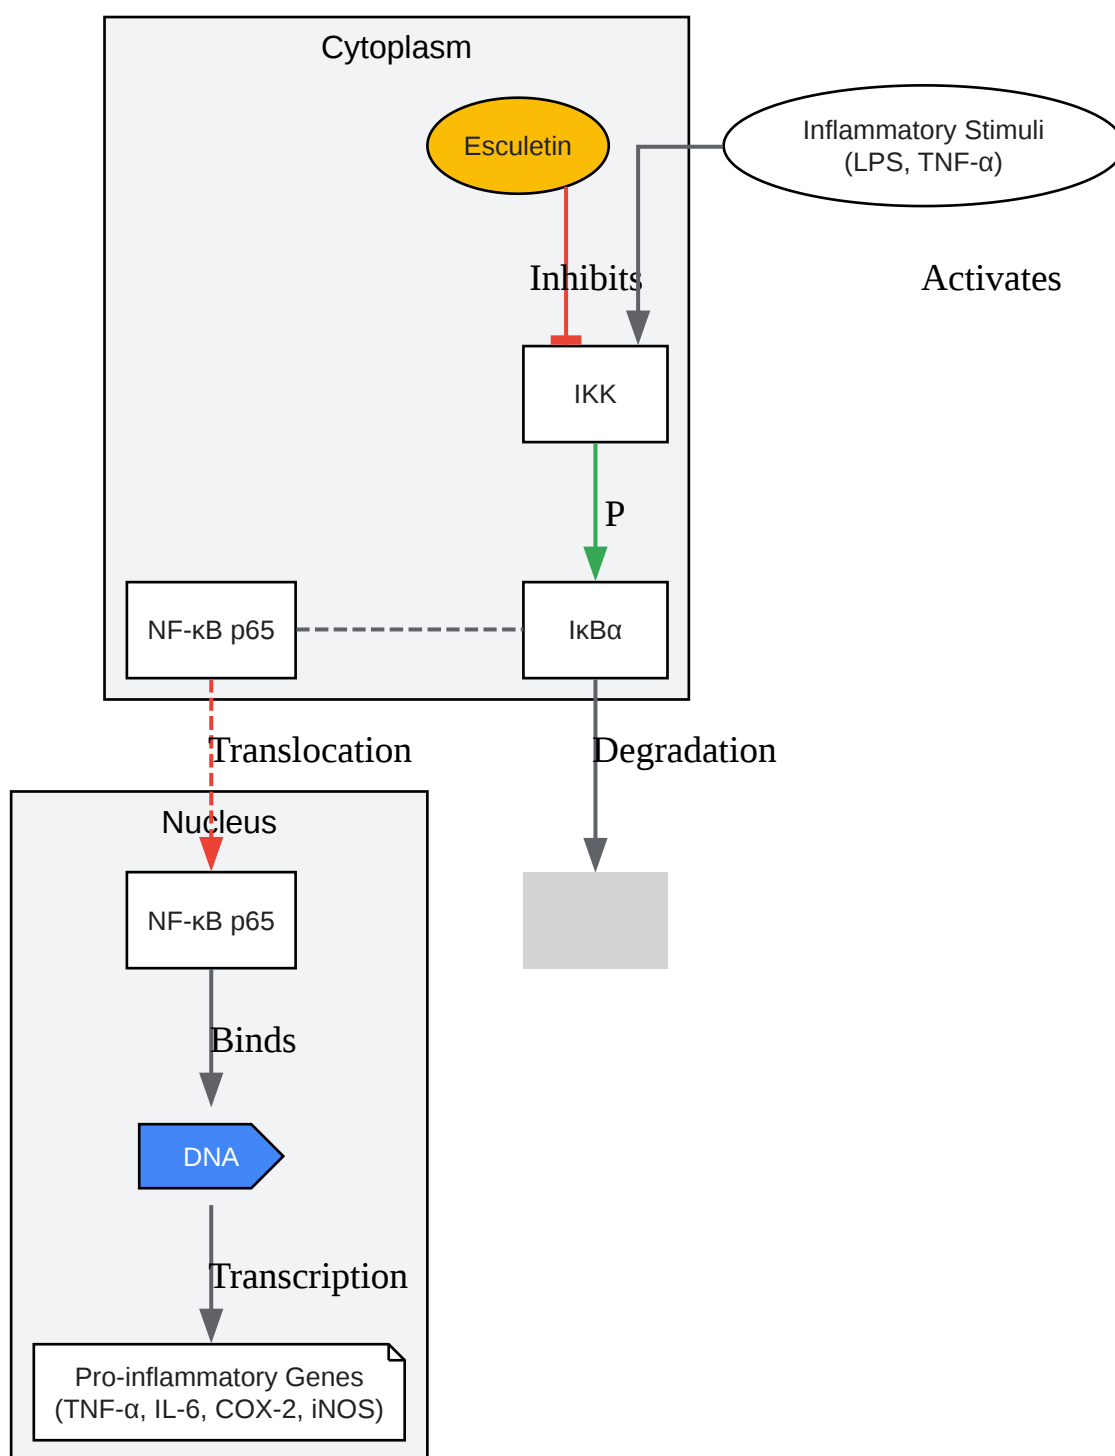 Cytoplasm
Esculetin
Inflammatory Stimuli
(LPS, TNF-α)
Inhibits
Activates
IKK
P
NF-κB p65
IκBα
Translocation
Degradation
Nucleus
NF-κB p65
Binds
DNA
Transcription
Pro-inflammatory Genes
(TNF-α, IL-6, COX-2, iNOS)